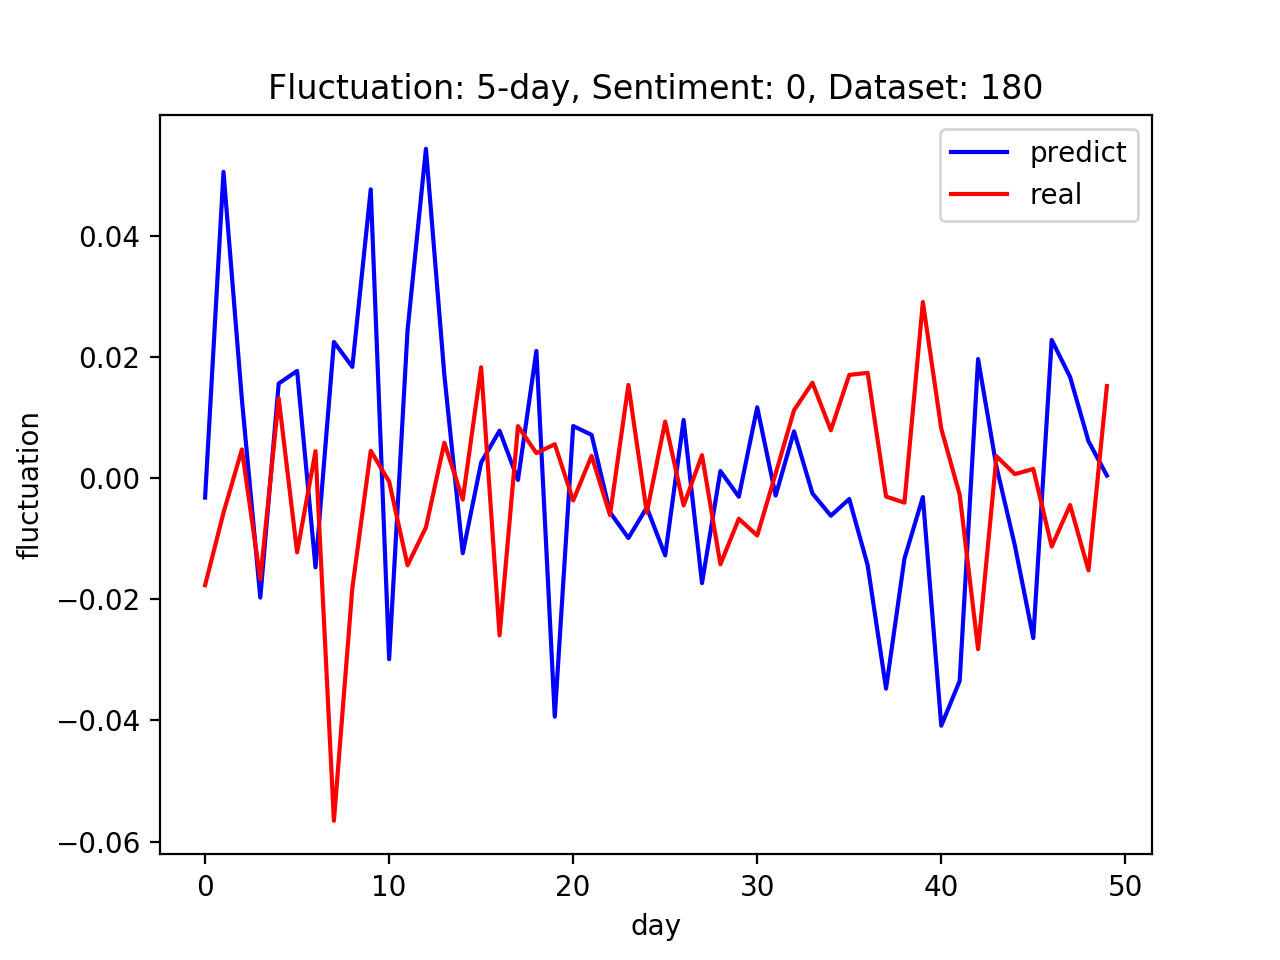 Fluctuation: 5-day, Sentiment: 0, Dataset: 180
predict
real
fluctuation
0.04
0.02
0.00
−0.02
−0.04
−0.06
0 10 20 30 40 50
day